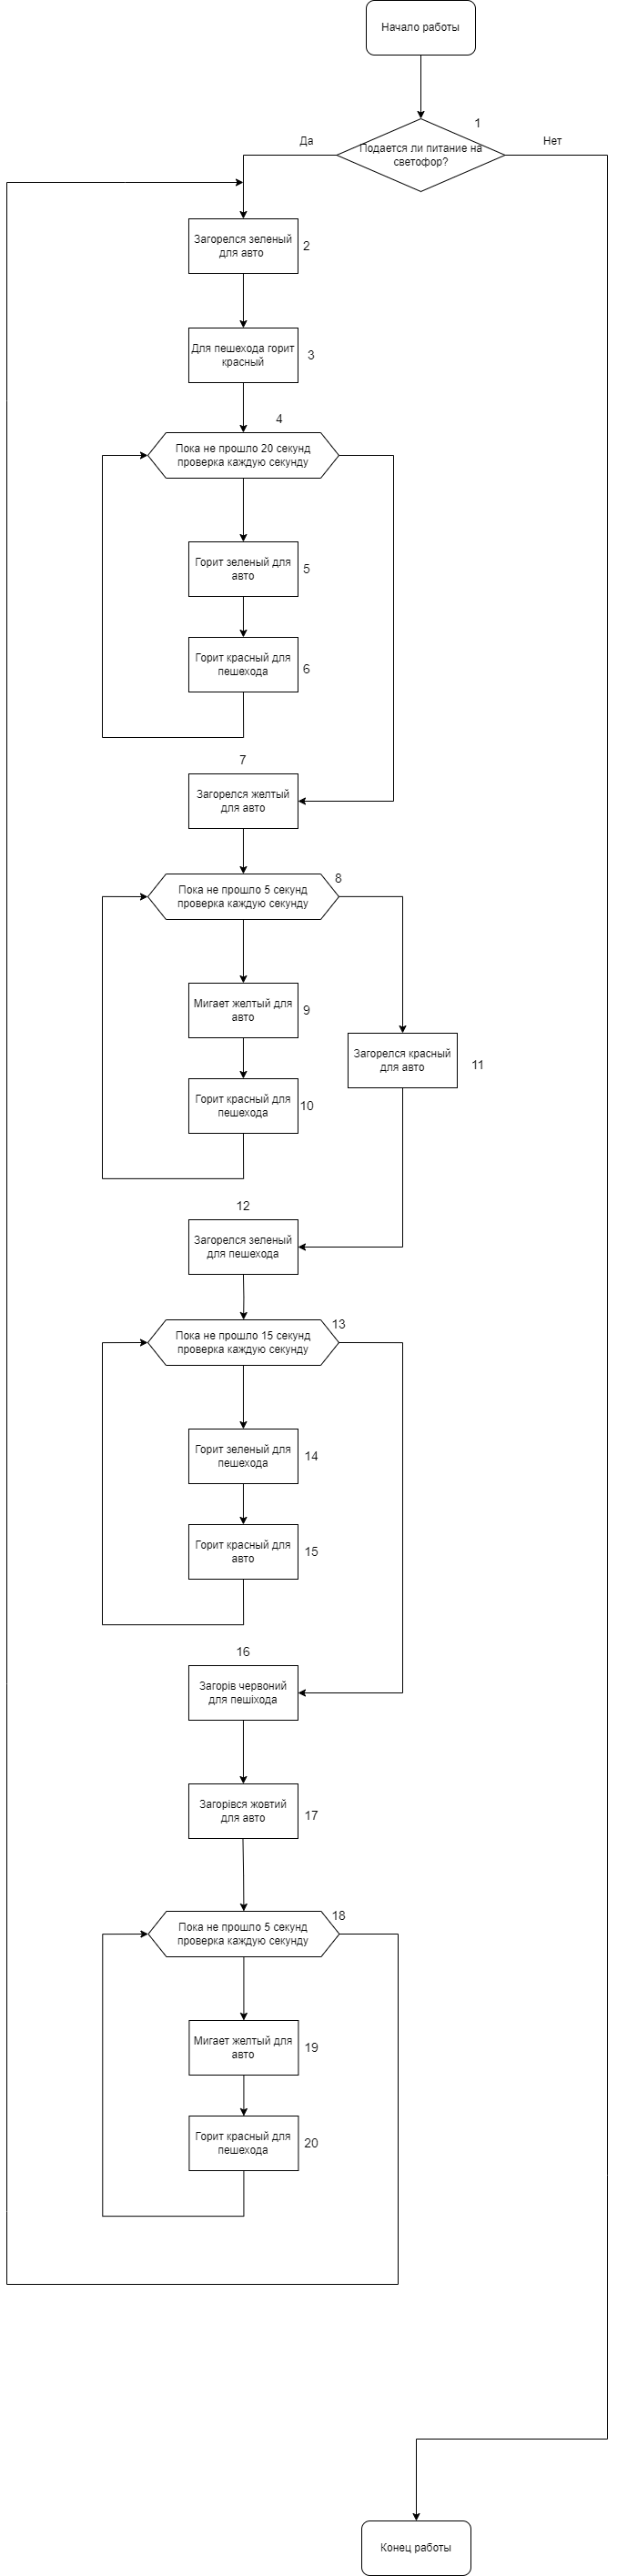 Начало работы
1
Да
Подается ли питание на
светофор?
Нет
Загорелся зеленый
для авто
2
Для пешехода горит
красный
3
4
Пока не прошло 20 секунд
проверка каждую секунду
Горит зеленый для
авто
5
Горит красный для
пешехода
6
7
Загорелся желтый
для авто
8
Пока не прошло 5 секунд
проверка каждую секунду
Мигает желтый для
авто
9
Загорелся красный
для авто
11
Горит красный для
пешехода
10
12
Загорелся зеленый
для пешехода
13
Пока не прошло 15 секунд
проверка каждую секунду
Горит зеленый для
пешехода
14
Горит красный для
авто
15
16
Загорів червоний
для пешіхода
Загорівся жовтий
для авто
17
18
Пока не прошло 5 секунд
проверка каждую секунду
Мигает желтый для
авто
19
Горит красный для
пешехода
20
Конец работы